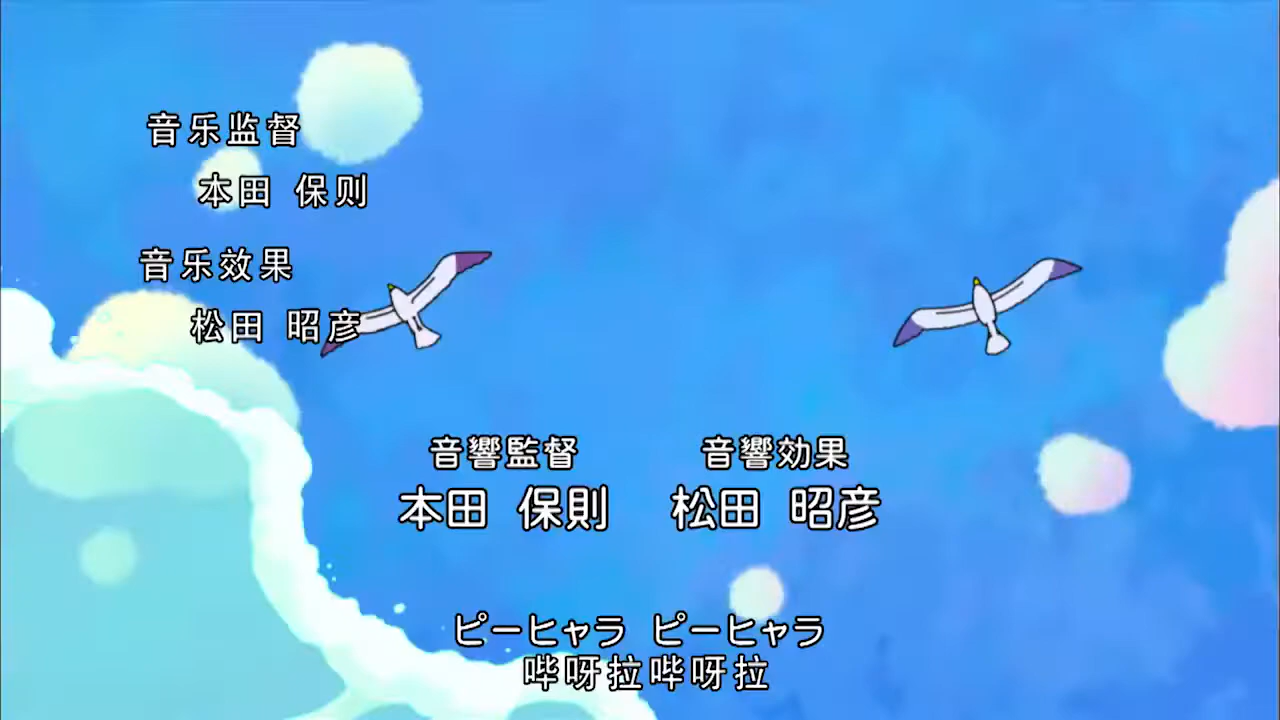 音乐监督
本田 保则
音乐效果
松田 昭彦
音響監督 音響効果
本田 保則 松田 昭彦
ピーヒャラ ピーヒャラ
哔呀拉哔呀拉